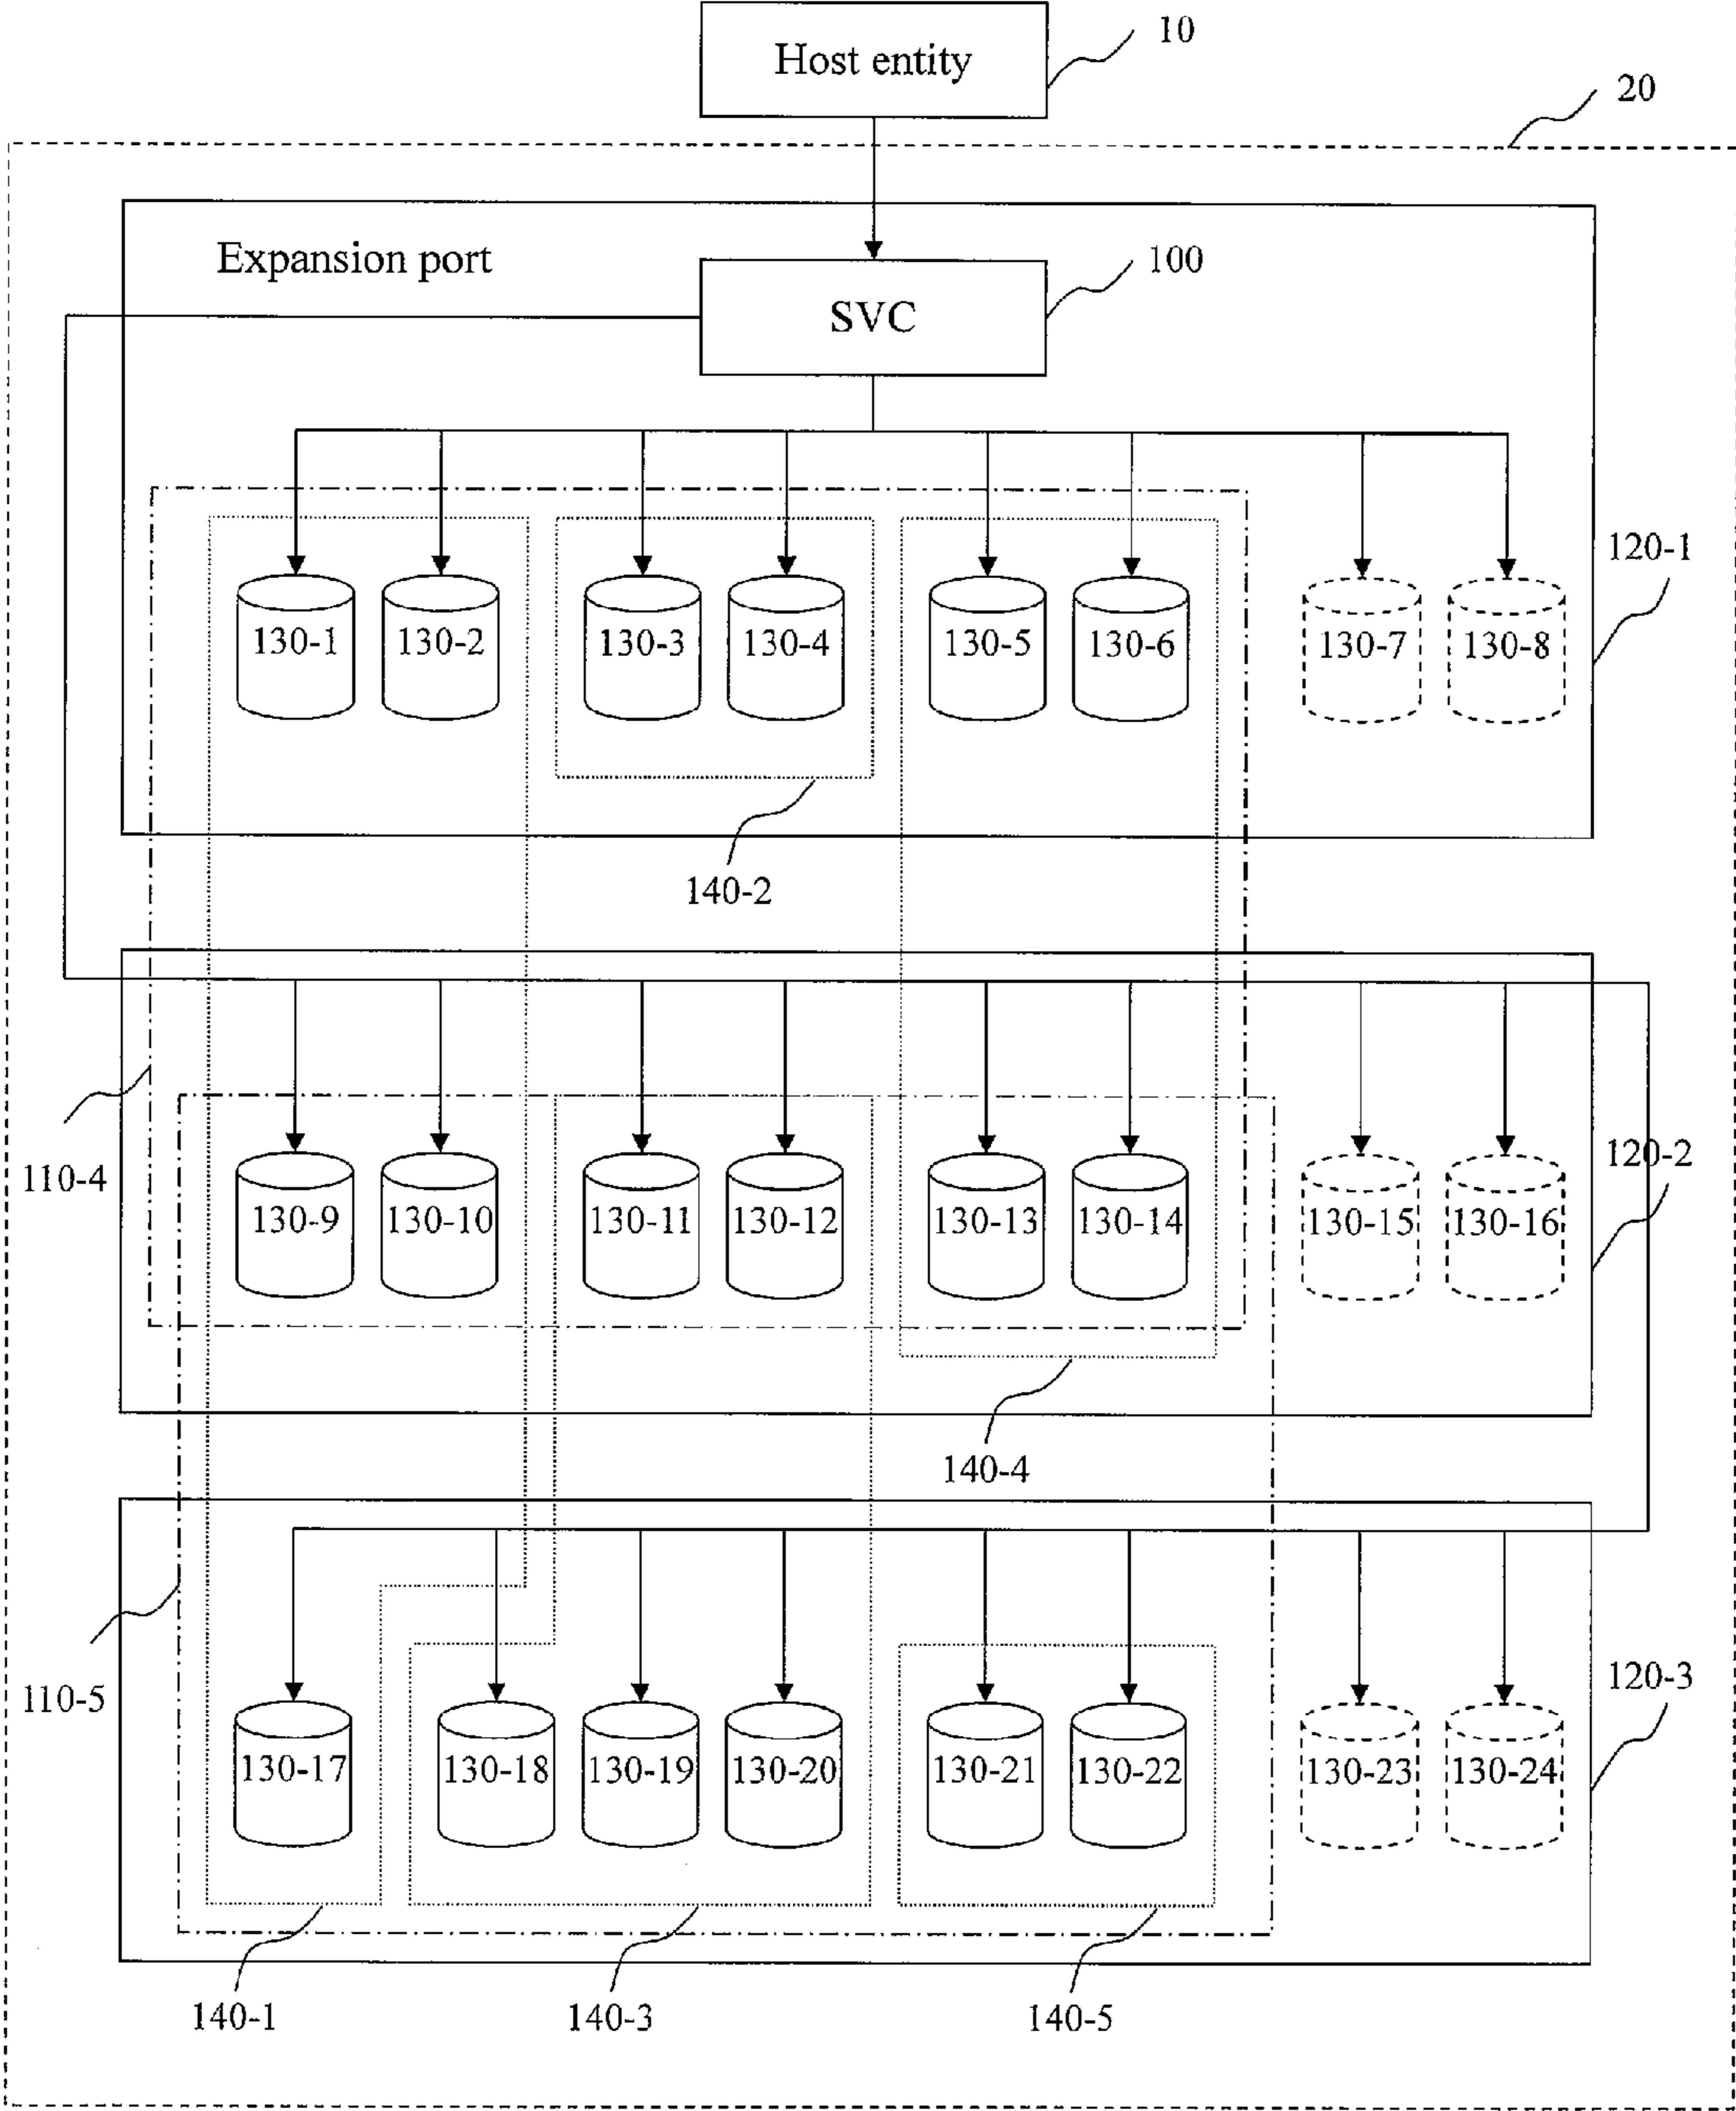 10
Host entity
20
Expansion port
100
SVC
120-1
130-1 130-2 130-3 130-4 130-5 130-6 130-7 130-8
140-2
120-2
110-4
130-9 130-10 130-11 130-12 130-13 130-14 130-15 130-16
140-4
120-3
110-5
130-17 130-18 130-19 130-20 130-21 130-22 130-23 130-24
140-1 140-3 140-5